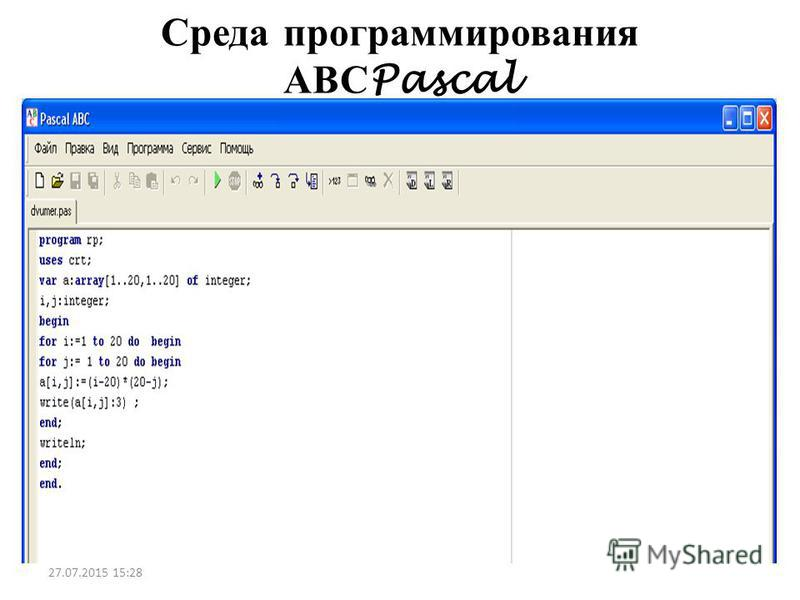 Среда программирования
АВСPascal
Pascal ABC
Файл Правка Вид Программа Сервис Помощь
dvumer.pas
program rp;
uses crt;
var a:array[1..20,1..20] of integer;
i,j:integer;
begin
for i:=1 to 20 do begin
for j:= 1 to 20 do begin
a[i,j]:=(i-20)*(20-j);
write(a[i,j]:3) ;
end;
writeln;
end;
end.
27.07.2015 15:28
MyShared